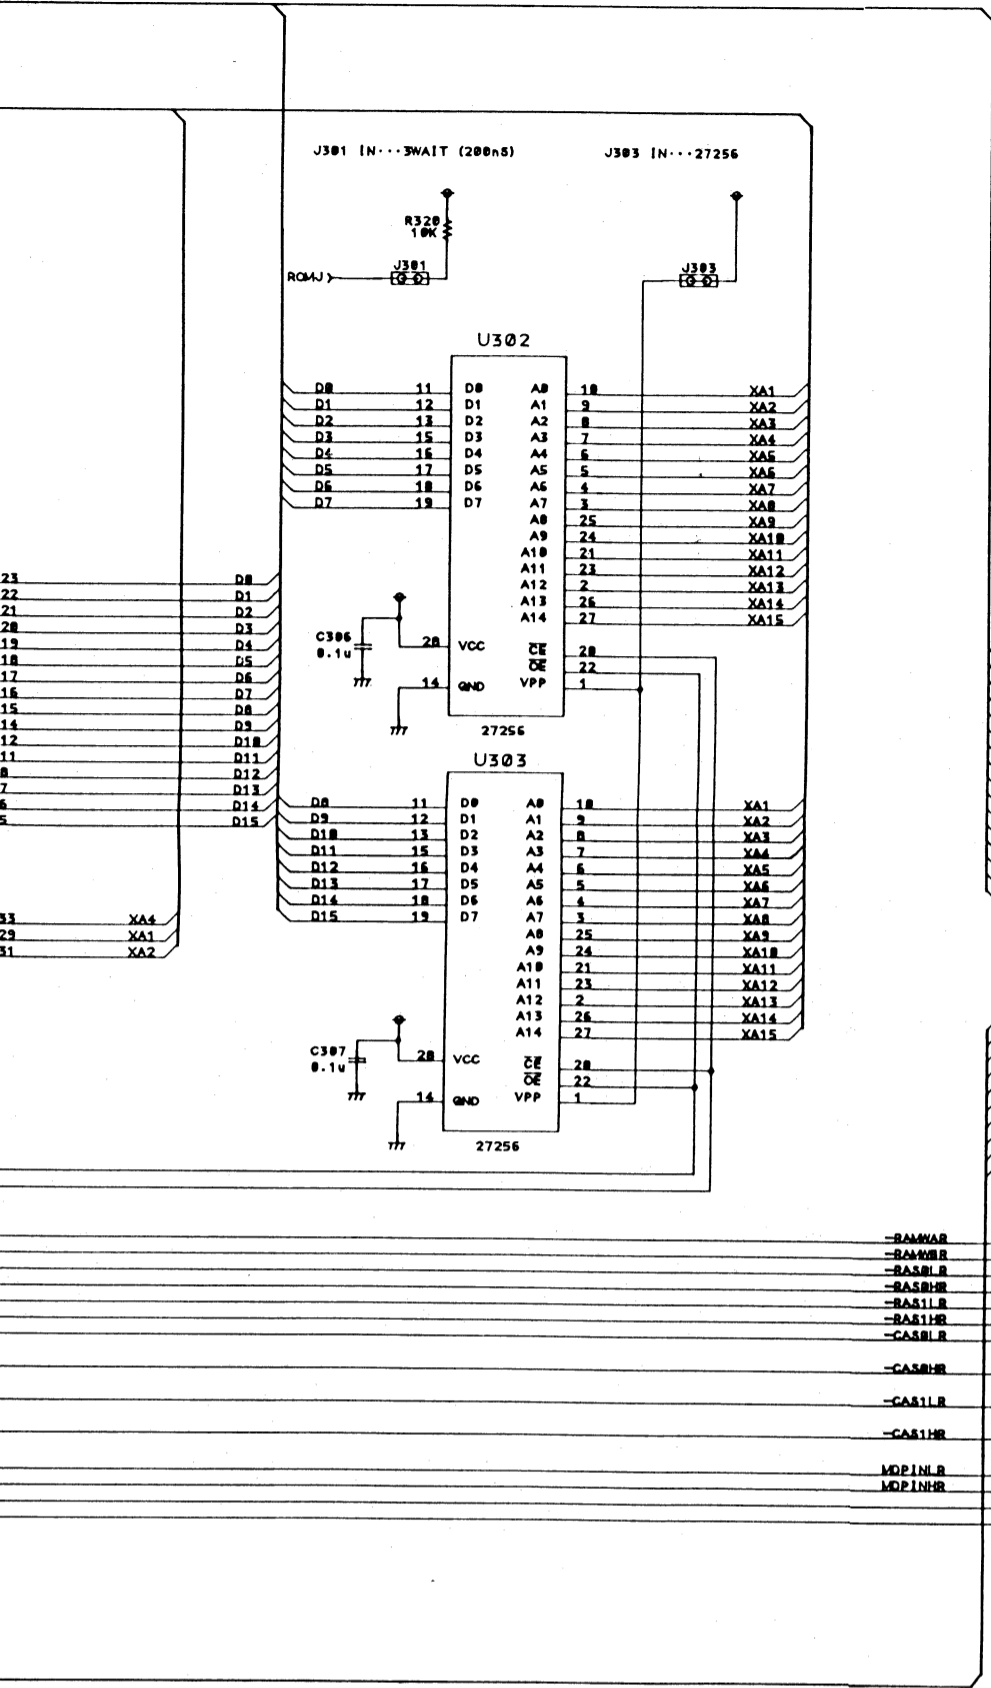 J301 IN···3WAIT (200nS)
J303 IN···27256
R320
10K
ROMJ
J301
J303
U302
D0 11 D0 A0 10 XA1
D1 12 D1 A1 9 XA2
D2 13 D2 A2 8 XA3
D3 15 D3 A3 7 XA4
D4 16 D4 A4 6 XA5
D5 17 D5 A5 5 XA6
D6 18 D6 A6 4 XA7
D7 19 D7 A7 3 XA8
A8 25 XA9
A9 24 XA10
A10 21 XA11
A11 23 XA12
A12 2 XA13
A13 26 XA14
A14 27 XA15
C306
0.1u
28 VCC
CE 20
OE 22
14 GND VPP 1
27256
23 D0
22 D1
21 D2
20 D3
19 D4
18 D5
17 D6
16 D7
15 D8
14 D9
12 D10
11 D11
8 D12
7 D13
6 D14
5 D15
U303
D8 11 D0 A0 10 XA1
D9 12 D1 A1 9 XA2
D10 13 D2 A2 8 XA3
D11 15 D3 A3 7 XA4
D12 16 D4 A4 6 XA5
D13 17 D5 A5 5 XA6
D14 18 D6 A6 4 XA7
D15 19 D7 A7 3 XA8
A8 25 XA9
A9 24 XA10
A10 21 XA11
A11 23 XA12
A12 2 XA13
A13 26 XA14
A14 27 XA15
33 XA4
29 XA1
31 XA2
C307
0.1u
28 VCC
CE 20
OE 22
14 GND VPP 1
27256
-RAMWAR
-RAMWBR
-RAS0LR
-RAS0HR
-RAS1LR
-RAS1HR
-CAS0LR
-CAS0HR
-CAS1LR
-CAS1HR
MDPINLR
MDPINHR